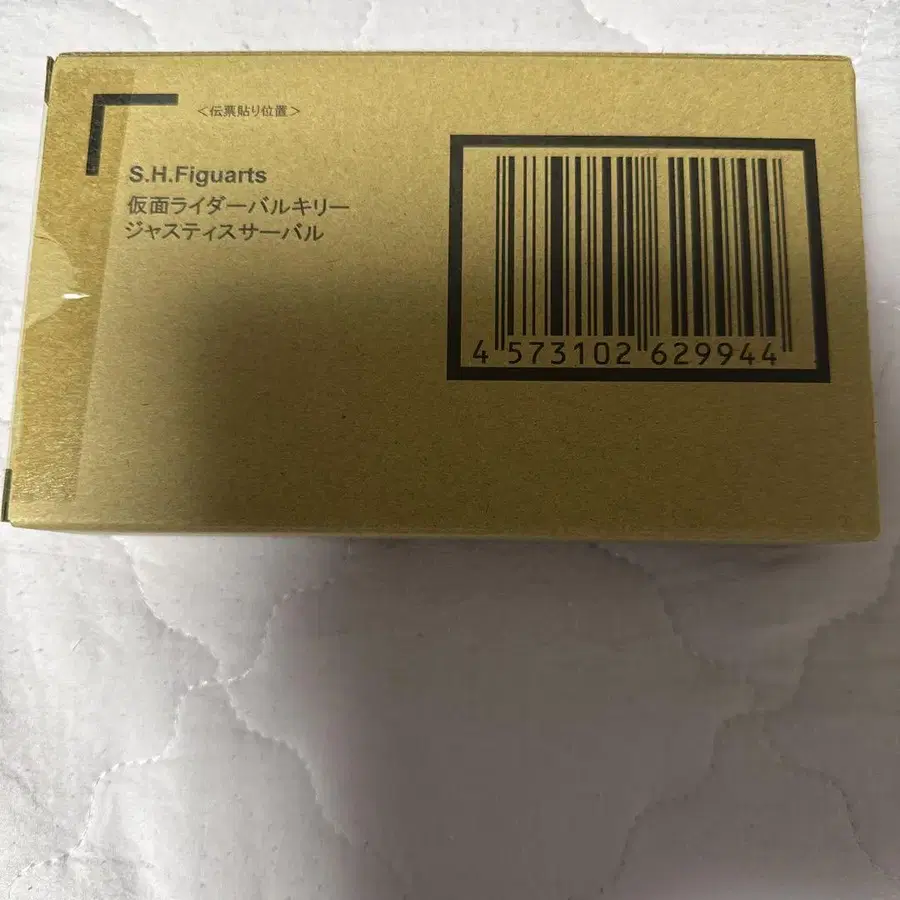 ＜伝票貼り位置＞
S.H.Figuarts
仮面ライダーバルキリー
ジャスティスサーバル
4 573102 629944